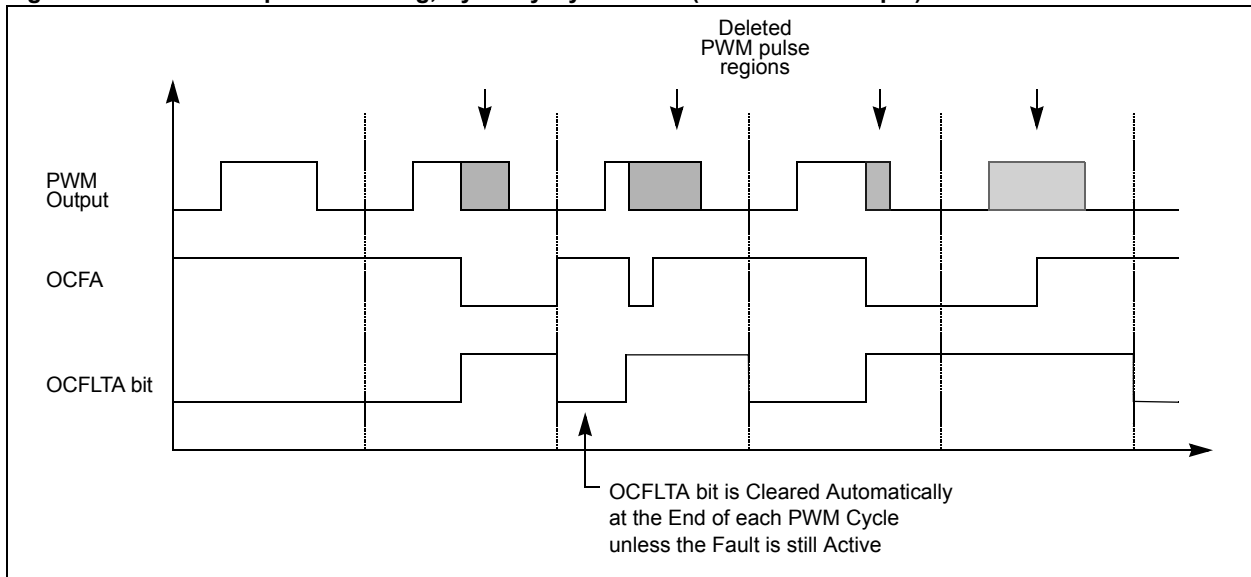 Deleted
PWM pulse
regions
PWM
Output
OCFA
OCFLTA bit
OCFLTA bit is Cleared Automatically
at the End of each PWM Cycle
unless the Fault is still Active